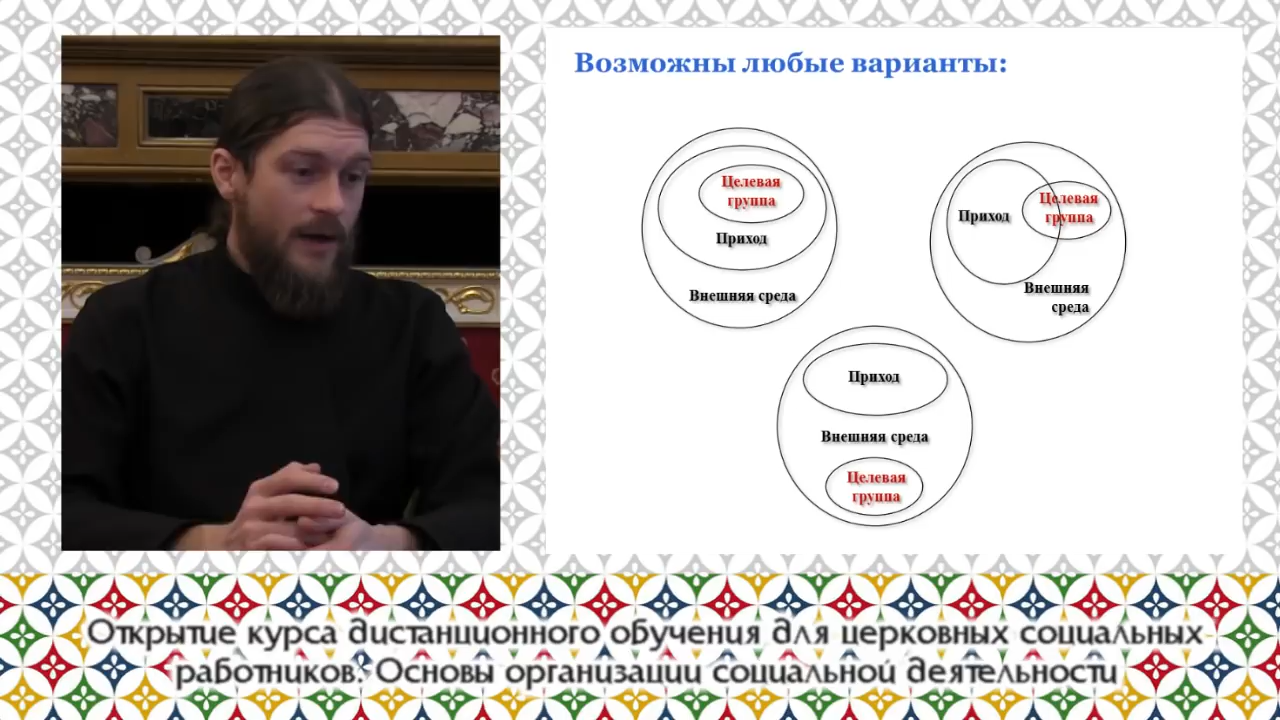 Возможны любые варианты:
Целевая
группа
Приход
Внешняя среда
Приход
Целевая
группа
Внешняя
среда
Приход
Внешняя среда
Целевая
группа
Открытие курса дистанционного обучения для церковных социальных
работников. Основы организации социальной деятельности